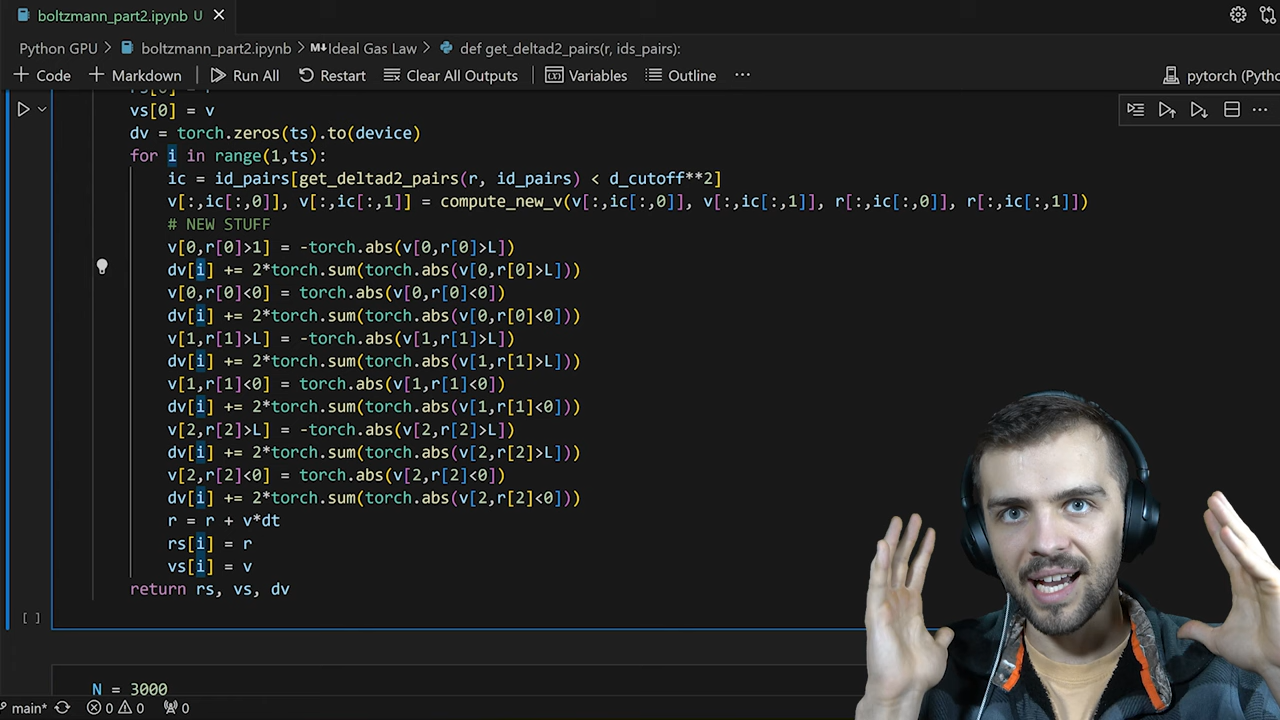 boltzmann_part2.ipynb U
Python GPU > boltzmann_part2.ipynb > Ideal Gas Law > def get_deltad2_pairs(r, ids_pairs):
+ Code + Markdown Run All Restart Clear All Outputs Variables Outline ... pytorch (Pytho
vs[0] = v
dv = torch.zeros(ts).to(device)
for i in range(1,ts):
ic = id_pairs[get_deltad2_pairs(r, id_pairs) < d_cutoff**2]
v[:,ic[:,0]], v[:,ic[:,1]] = compute_new_v(v[:,ic[:,0]], v[:,ic[:,1]], r[:,ic[:,0]], r[:,ic[:,1]])
# NEW STUFF
v[0,r[0]>1] = -torch.abs(v[0,r[0]>L])
dv[i] += 2*torch.sum(torch.abs(v[0,r[0]>L]))
v[0,r[0]<0] = torch.abs(v[0,r[0]<0])
dv[i] += 2*torch.sum(torch.abs(v[0,r[0]<0]))
v[1,r[1]>L] = -torch.abs(v[1,r[1]>L])
dv[i] += 2*torch.sum(torch.abs(v[1,r[1]>L]))
v[1,r[1]<0] = torch.abs(v[1,r[1]<0])
dv[i] += 2*torch.sum(torch.abs(v[1,r[1]<0]))
v[2,r[2]>L] = -torch.abs(v[2,r[2]>L])
dv[i] += 2*torch.sum(torch.abs(v[2,r[2]>L]))
v[2,r[2]<0] = torch.abs(v[2,r[2]<0])
dv[i] += 2*torch.sum(torch.abs(v[2,r[2]<0]))
r = r + v*dt
rs[i] = r
vs[i] = v
return rs, vs, dv
[ ]
N = 3000
main* 0 0 0